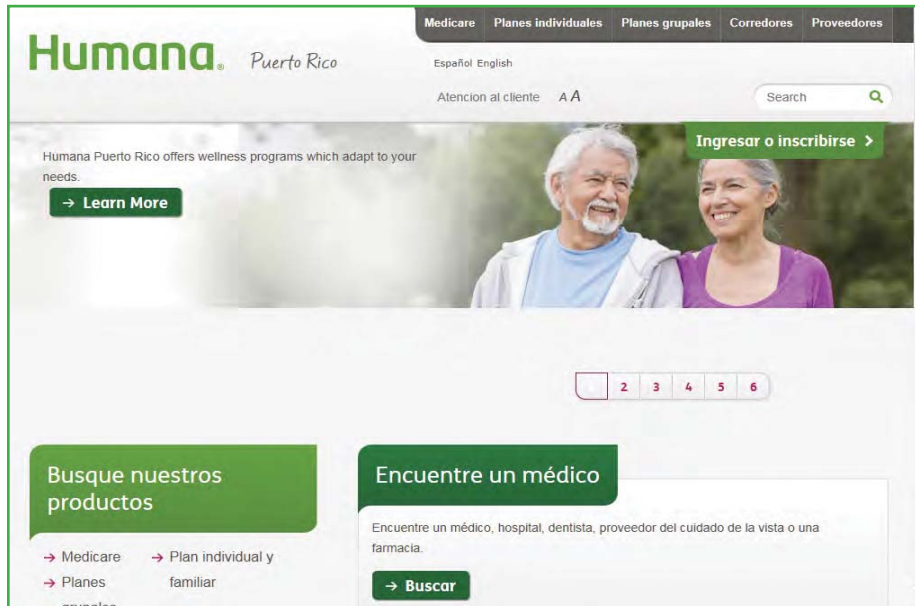 Medicare Planes individuales Planes grupales Corredores Proveedores
Humana® Puerto Rico
Español English
Atencion al cliente A A
Search
Ingresar o inscribirse >
Humana Puerto Rico offers wellness programs which adapt to your
needs.
→ Learn More
2 3 4 5 6
Busque nuestros
productos
→ Medicare → Plan individual y
→ Planes familiar
grupales
Encuentre un médico
Encuentre un médico, hospital, dentista, proveedor del cuidado de la vista o una
farmacia.
→ Buscar